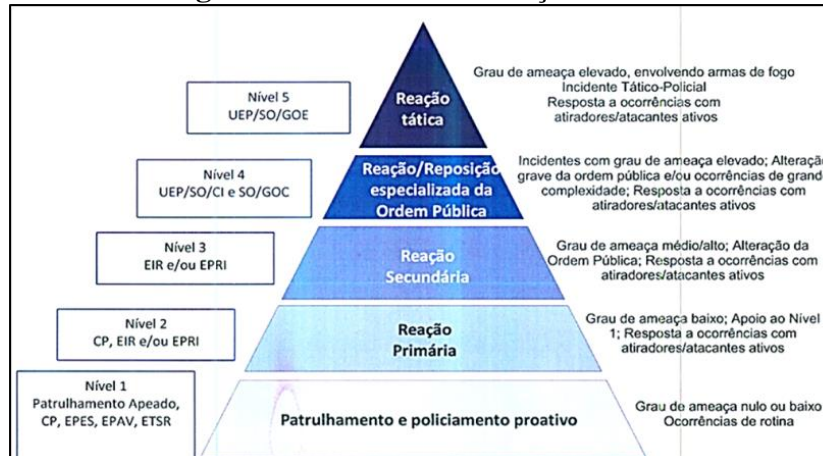 Nível 5
UEP/SO/GOE
Reação
tática
Grau de ameaça elevado, envolvendo armas de fogo
Incidente Tático-Policial
Resposta a ocorrências com
atiradores/atacantes ativos
Nível 4
UEP/SO/CI e SO/GOC
Reação/Reposição
especializada da
Ordem Pública
Incidentes com grau de ameaça elevado; Alteração
grave da ordem pública e/ou ocorrências de grand
complexidade; Resposta a ocorrências com
atiradores/atacantes ativos
Nível 3
EIR e/ou EPRI
Reação
Secundária
Grau de ameaça médio/alto; Alteração da
Ordem Pública; Resposta a ocorrências com
atiradores/atacantes ativos
Nível 2
CP, EIR e/ou EPRI
Reação
Primária
Grau de ameaça baixo; Apoio ao Nível
1; Resposta a ocorrências com
atiradores/atacantes ativos
Nível 1
Patrulhamento Apeado,
CP, EPES, EPAV, ETSR
Patrulhamento e policiamento proativo
Grau de ameaça nulo ou baixo
Ocorrências de rotina